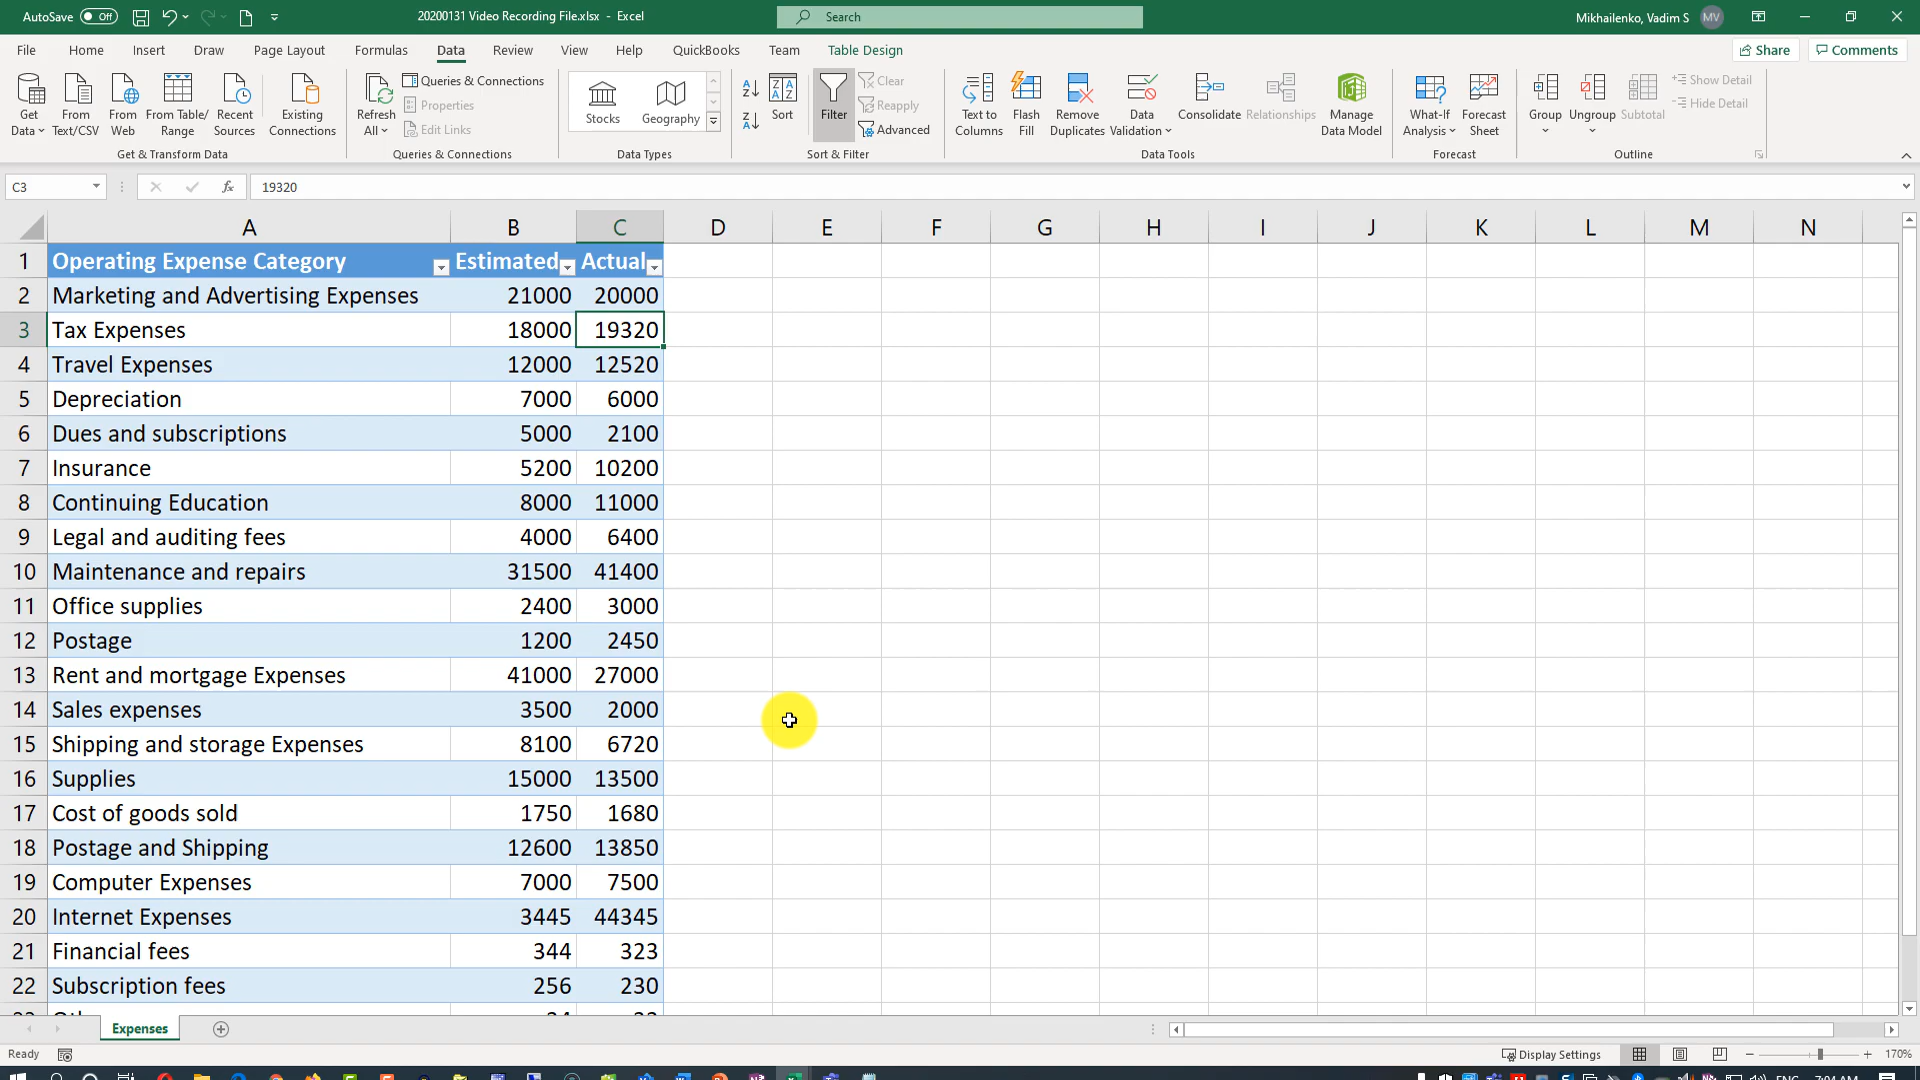 AutoSave Off 20200131 Video Recording File.xlsx - Excel Search Mikhailenko, Vadim S MV
File Home Insert Draw Page Layout Formulas Data Review View Help QuickBooks Team Table Design Share Comments
Get Data From Text/CSV From Web From Table/ Range Recent Sources Existing Connections
Get & Transform Data
Refresh All Queries & Connections Properties Edit Links
Queries & Connections
Stocks Geography
Data Types
Sort Filter Clear Reapply Advanced
Sort & Filter
Text to Columns Flash Fill Remove Duplicates Data Validation Consolidate Relationships Manage Data Model
Data Tools
What-If Analysis Forecast Sheet
Forecast
Group Ungroup Subtotal Show Detail Hide Detail
Outline
C3 fx 19320
A B C D E F G H I J K L M N
1 Operating Expense Category Estimated Actual
2 Marketing and Advertising Expenses 21000 20000
3 Tax Expenses 18000 19320
4 Travel Expenses 12000 12520
5 Depreciation 7000 6000
6 Dues and subscriptions 5000 2100
7 Insurance 5200 10200
8 Continuing Education 8000 11000
9 Legal and auditing fees 4000 6400
10 Maintenance and repairs 31500 41400
11 Office supplies 2400 3000
12 Postage 1200 2450
13 Rent and mortgage Expenses 41000 27000
14 Sales expenses 3500 2000
15 Shipping and storage Expenses 8100 6720
16 Supplies 15000 13500
17 Cost of goods sold 1750 1680
18 Postage and Shipping 12600 13850
19 Computer Expenses 7000 7500
20 Internet Expenses 3445 44345
21 Financial fees 344 323
22 Subscription fees 256 230
Expenses
Ready Display Settings 170%
ENG 7:04 AM